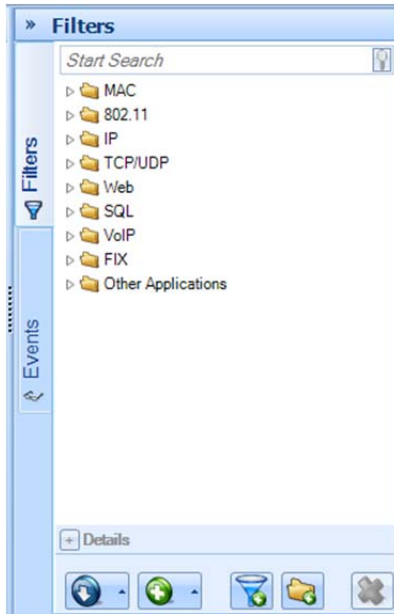 » Filters
Start Search
MAC
802.11
IP
TCP/UDP
Web
SQL
VoIP
FIX
Other Applications
Filters
Events
Details